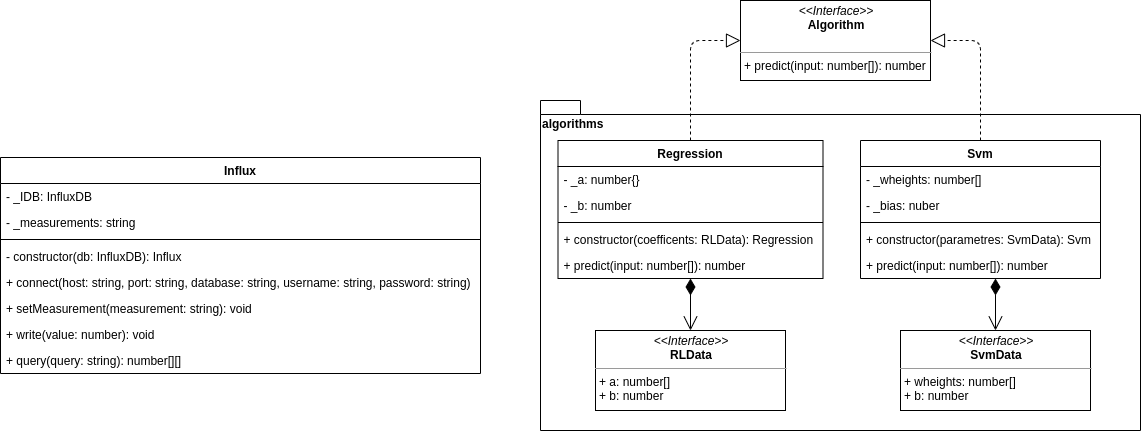 <<Interface>>
Algorithm
+ predict(input: number[]): number
algorithms
Influx
- _IDB: InfluxDB
- _measurements: string
- constructor(db: InfluxDB): Influx
+ connect(host: string, port: string, database: string, username: string, password: string)
+ setMeasurement(measurement: string): void
+ write(value: number): void
+ query(query: string): number[][]
Regression
- _a: number{}
- _b: number
+ constructor(coefficents: RLData): Regression
+ predict(input: number[]): number
Svm
- _wheights: number[]
- _bias: nuber
+ constructor(parametres: SvmData): Svm
+ predict(input: number[]): number
<<Interface>>
RLData
+ a: number[]
+ b: number
<<Interface>>
SvmData
+ wheights: number[]
+ b: number